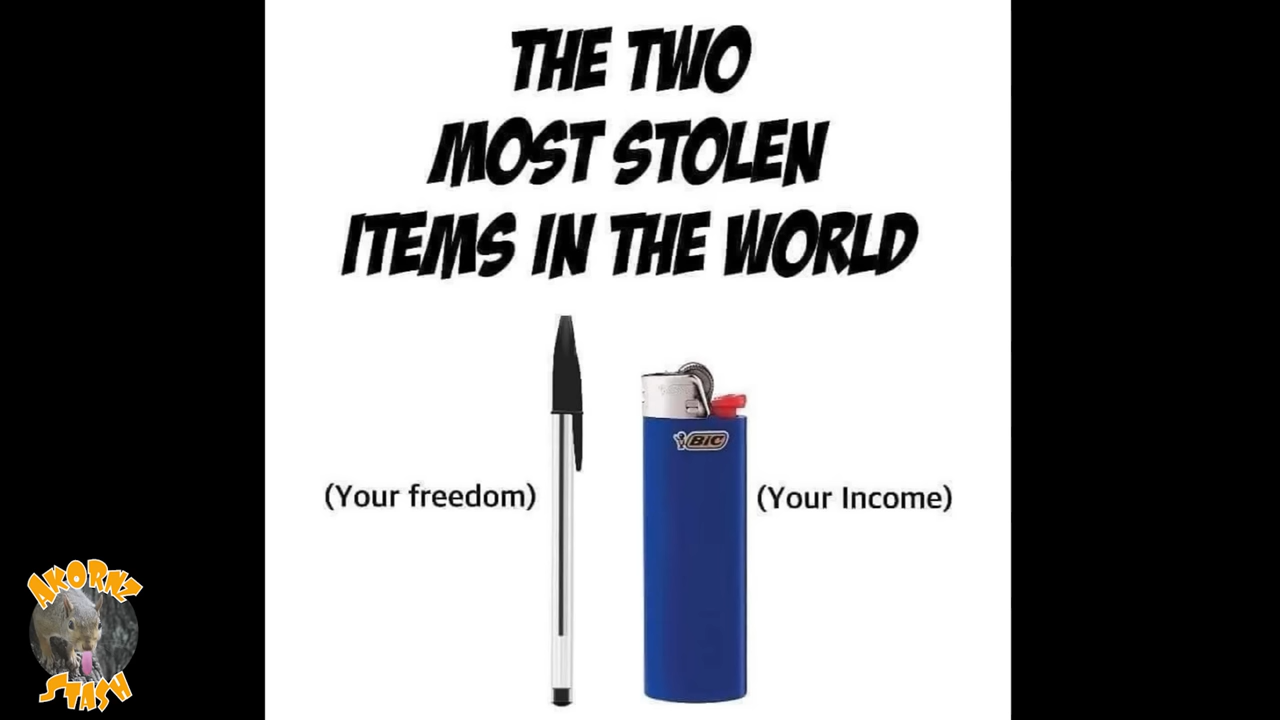 THE TWO
MOST STOLEN
ITEMS IN THE WORLD
BIC
(Your freedom)
(Your Income)
AKORNZ
STASH